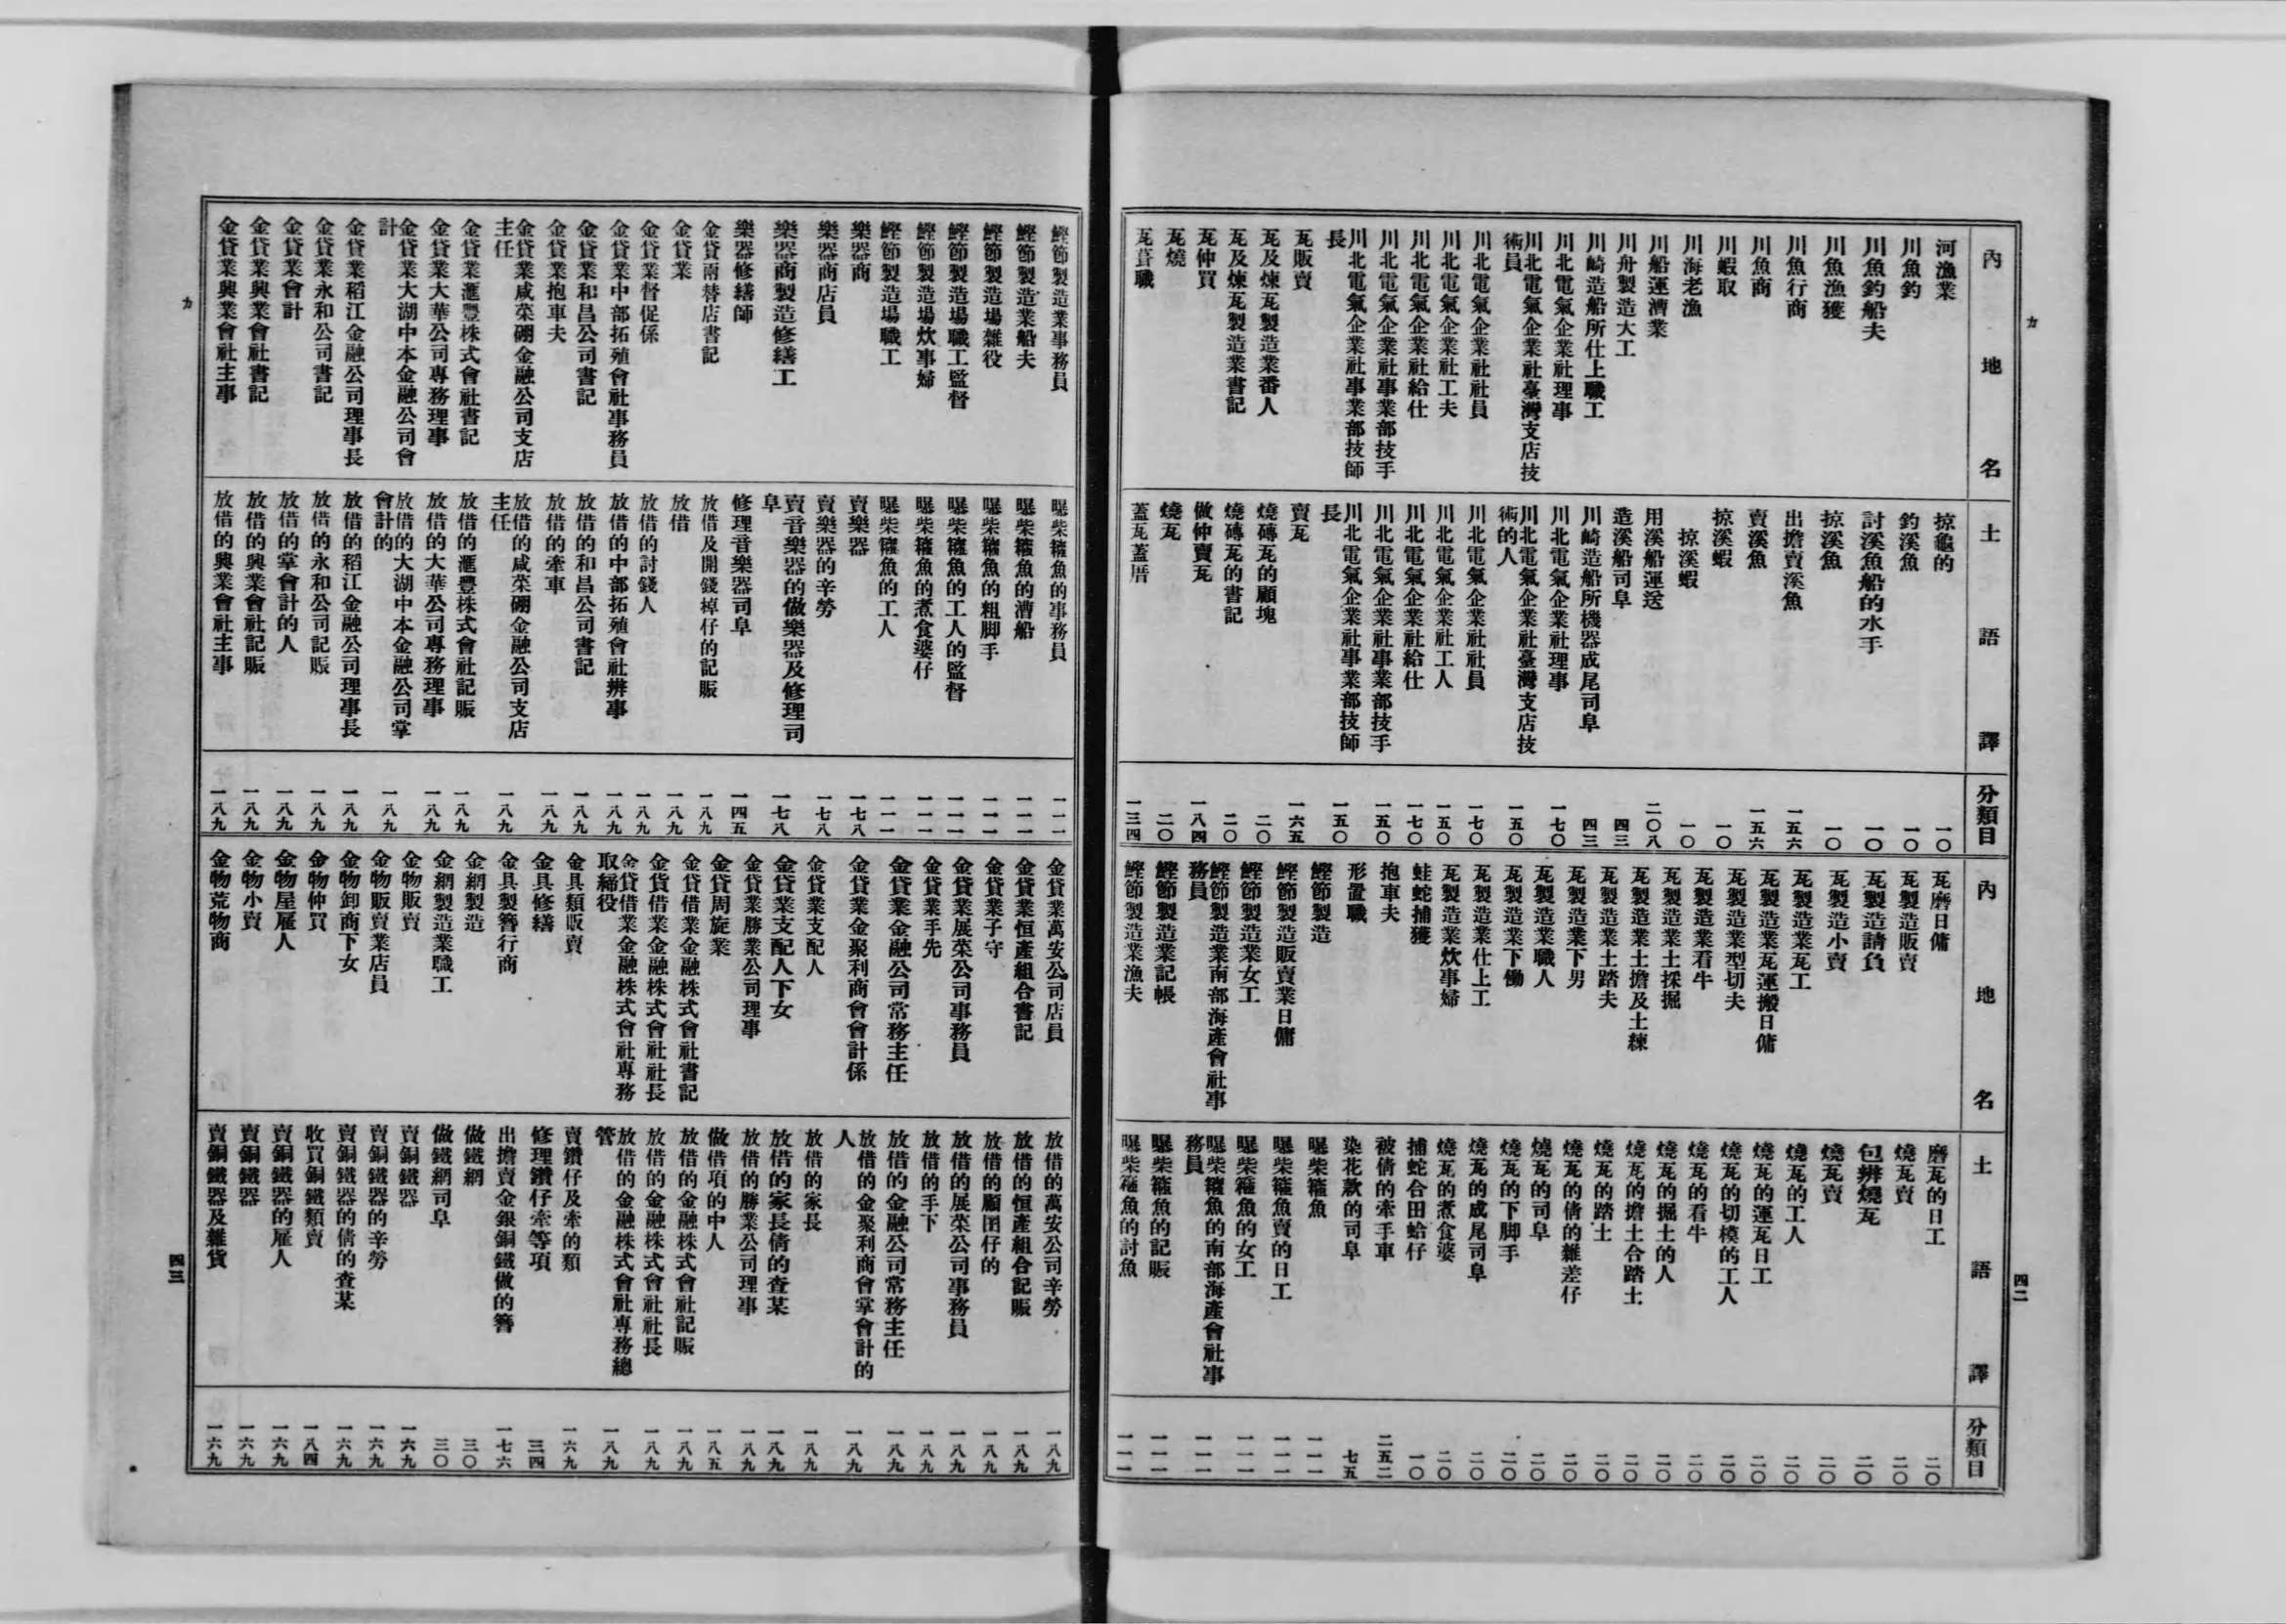 カ
內地名 土語譯 分類目
河漁業 掠龜的 一〇
川魚釣 釣溪魚 一〇
川魚釣船夫 討溪魚船的水手 一〇
川魚漁獲 掠溪魚 一〇
川魚行商 出擔賣溪魚 一五六
川魚商 賣溪魚 一五六
川蝦取 掠溪蝦 一〇
川海老漁 掠溪蝦 一〇
川船運漕業 用溪船運送 二〇八
川舟製造大工 造溪船司阜 四三
川崎造船所仕上職工 川崎造船所機器成尾司阜 四三
川北電氣企業社理事 川北電氣企業社理事 一七〇
川北電氣企業社臺灣支店技術員 川北電氣企業社臺灣支店技術的人 一五〇
川北電氣企業社社員 川北電氣企業社社員 一七〇
川北電氣企業社工夫 川北電氣企業社工人 一五〇
川北電氣企業社給仕 川北電氣企業社給仕 一七〇
川北電氣企業社事業部技手 川北電氣企業社事業部技手 一五〇
川北電氣企業社事業部技師長 川北電氣企業社事業部技師長 一五〇
瓦販賣 賣瓦 一六五
瓦及煉瓦製造業番人 燒磚瓦的顧塊 二〇
瓦及煉瓦製造業書記 燒磚瓦的書記 二〇
瓦仲買 做仲賣瓦 一八四
瓦燒 燒瓦 二〇
瓦葺職 蓋瓦蓋厝 一三四
內地名 土語譯 分類目
瓦磨日傭 磨瓦的日工 二〇
瓦製造販賣 燒瓦賣 二〇
瓦製造請負 包辨燒瓦 二〇
瓦製造小賣 燒瓦賣 二〇
瓦製造業瓦工 燒瓦的工人 二〇
瓦製造業瓦運搬日傭 燒瓦的運瓦日工 二〇
瓦製造業型切夫 燒瓦的切模的工人 二〇
瓦製造業看牛 燒瓦的看牛 二〇
瓦製造業土採掘 燒瓦的掘土的人 二〇
瓦製造業土擔及土練 燒瓦的擔土合踏土 二〇
瓦製造業土踏夫 燒瓦的踏土 二〇
瓦製造業下男 燒瓦的倩的雜差仔 二〇
瓦製造業職人 燒瓦的司阜 二〇
瓦製造業下働 燒瓦的下脚手 二〇
瓦製造業仕上工 燒瓦的成尾司阜 二〇
瓦製造業炊事婦 燒瓦的煮食婆 二〇
蛙蛇捕獲 捕蛇合田蛤仔 一〇
抱車夫 被倩的牽手車 二五二
形置職 染花款的司阜 七五
鰹節製造 曝柴䲅魚 一一一
鰹節製造販賣業日傭 曝柴䲅魚賣的日工 一一一
鰹節製造業女工 曝柴䲅魚的女工 一一一
鰹節製造業南部海產會社事務員 曝柴䲅魚的南部海產會社事務員 一一一
鰹節製造業記帳 曝柴䲅魚的記賬 一一一
鰹節製造業漁夫 曝柴䲅魚的討魚 一一一
四二
カ
鰹節製造業事務員 曝柴䲅魚的事務員 一一一
鰹節製造業船夫 曝柴䲅魚的漕船 一一一
鰹節製造場雜役 曝柴䲅魚的粗脚手 一一一
鰹節製造場職工監督 曝柴䲅魚的工人的監督 一一一
鰹節製造場炊事婦 曝柴䲅魚的煮食婆仔 一一一
鰹節製造場職工 曝柴䲅魚的工人 一一一
樂器商 賣樂器 一七八
樂器商店員 賣樂器的辛勞 一七八
樂器商製造修繕工 賣音樂器的做樂器及修理司阜 一七八
樂器修繕師 修理音樂器司阜 一四五
金貸兩替店書記 放借及開錢棹仔的記賬 一八九
金貸業 放借 一八九
金貸業督促係 放借的討錢人 一八九
金貸業中部拓殖會社事務員 放借的中部拓殖會社辨事 一八九
金貸業和昌公司書記 放借的和昌公司書記 一八九
金貸業抱車夫 放借的牽車 一八九
金貸業咸菜硼金融公司支店主任 放借的咸菜硼金融公司支店主任 一八九
金貸業滙豐株式會社書記 放借的滙豐株式會社記賬 一八九
金貸業大華公司專務理事 放借的大華公司專務理事 一八九
金貸業大湖中本金融公司會計 放借的大湖中本金融公司掌會計的 一八九
金貸業稻江金融公司理事長 放借的稻江金融公司理事長 一八九
金貸業永和公司書記 放借的永和公司記賬 一八九
金貸業會計 放借的掌會計的人 一八九
金貸業興業會社書記 放借的興業會社記賬 一八九
金貸業興業會社主事 放借的興業會社主事 一八九
金貸業萬安公司店員 放借的萬安公司辛勞 一八九
金貸業恒產組合書記 放借的恒產組合記賬 一八九
金貸業子守 放借的顧囝仔的 一八九
金貸業展菜公司事務員 放借的展菜公司事務員 一八九
金貸業手先 放借的手下 一八九
金貸業金融公司常務主任 放借的金融公司常務主任 一八九
金貸業金聚利商會會計係 放借的金聚利商會掌會計的人 一八九
金貸業支配人 放借的家長 一八九
金貸業支配人下女 放借的家長倩的查某 一八九
金貸業勝業公司理事 放借的勝業公司理事 一八九
金貸周旋業 做借項的中人 一八五
金貸借業金融株式會社書記 放借的金融株式會社記賬 一八九
金貨借業金融株式會社社長 放借的金融株式會社社長 一八九
金貸借業金融株式會社專務取締役 放借的金融株式會社專務總管 一八九
金具類販賣 賣鑽仔及牽的類 一六九
金具修繕 修理鑽仔牽等項 三四
金具製簪行商 出擔賣金銀銅鐵做的簪 一七六
金網製造 做鐵網 三〇
金網製造業職工 做鐵網司阜 三〇
金物販賣 賣銅鐵器 一六九
金物販賣業店員 賣銅鐵器的辛勞 一六九
金物卸商下女 賣銅鐵器的倩的查某 一六九
金物仲買 收買銅鐵類賣 一八四
金物屋雇人 賣銅鐵器的雇人 一六九
金物小賣 賣銅鐵器 一六九
金物荒物商 賣銅鐵器及雜貨 一六九
四三